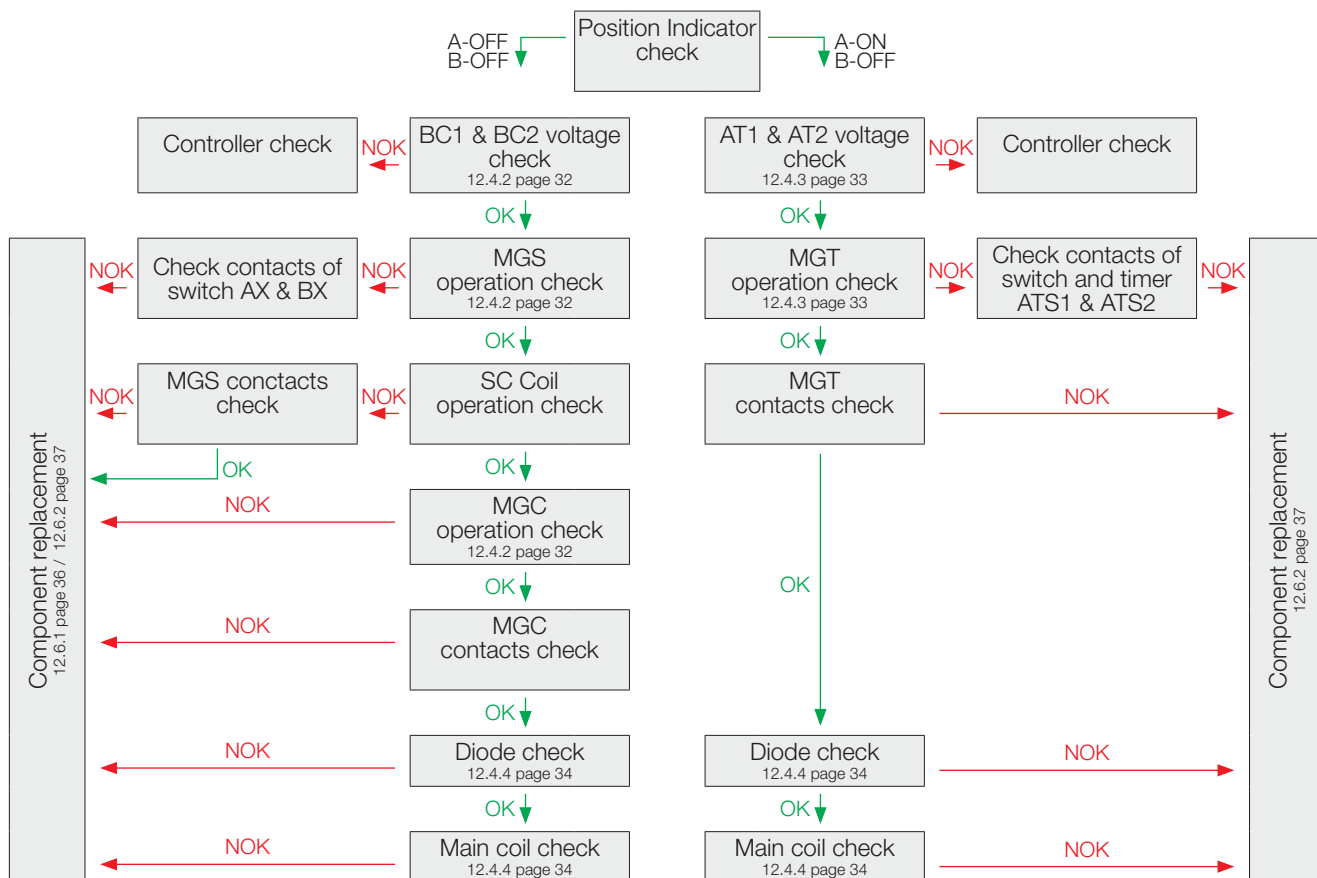 Position Indicator
check
A-OFF
B-OFF
A-ON
B-OFF
Controller check
NOK
BC1 & BC2 voltage
check
12.4.2 page 32
AT1 & AT2 voltage
check
12.4.3 page 33
NOK
Controller check
OK
OK
NOK
Check contacts of
switch AX & BX
NOK
MGS
operation check
12.4.2 page 32
MGT
operation check
12.4.3 page 33
NOK
Check contacts of
switch and timer
ATS1 & ATS2
NOK
OK
OK
NOK
MGS conctacts
check
NOK
SC Coil
operation check
MGT
contacts check
NOK
OK
OK
NOK
MGC
operation check
12.4.2 page 32
OK
OK
NOK
MGC
contacts check
OK
NOK
Diode check
12.4.4 page 34
Diode check
12.4.4 page 34
NOK
OK
OK
NOK
Main coil check
12.4.4 page 34
Main coil check
12.4.4 page 34
NOK
Component replacement
12.6.1 page 36 / 12.6.2 page 37
Component replacement
12.6.2 page 37